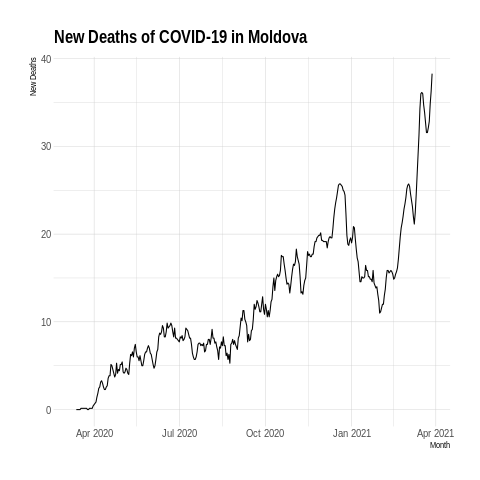 New Deaths of COVID-19 in Moldova
New Deaths
40
30
20
10
0
Apr 2020
Jul 2020
Oct 2020
Jan 2021
Apr 2021
Month